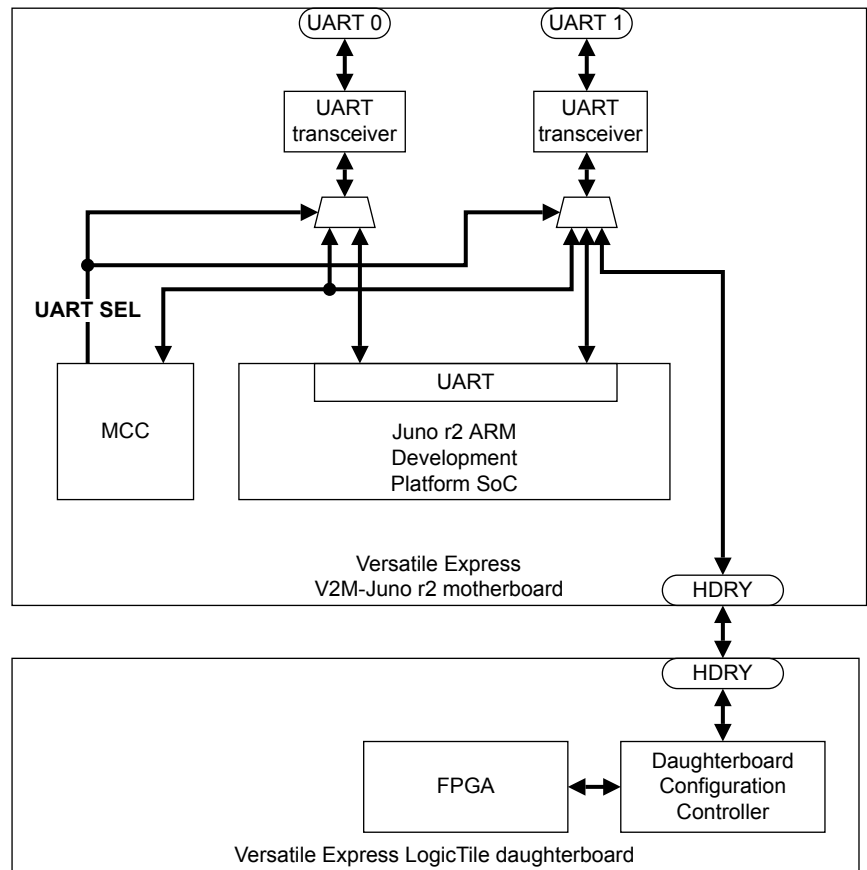 UART 0
UART 1
UART
transceiver
UART
transceiver
UART SEL
MCC
UART
Juno r2 ARM
Development
Platform SoC
Versatile Express
V2M-Juno r2 motherboard
HDRY
HDRY
FPGA
Daughterboard
Configuration
Controller
Versatile Express LogicTile daughterboard